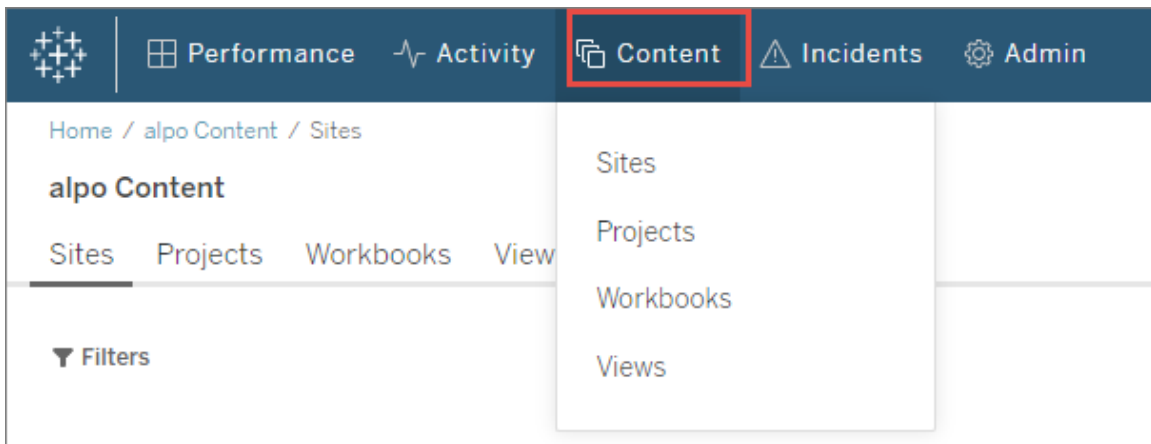 Performance Activity Content Incidents Admin
Home / alpo Content / Sites
alpo Content
Sites Projects Workbooks View
Filters
Sites
Projects
Workbooks
Views